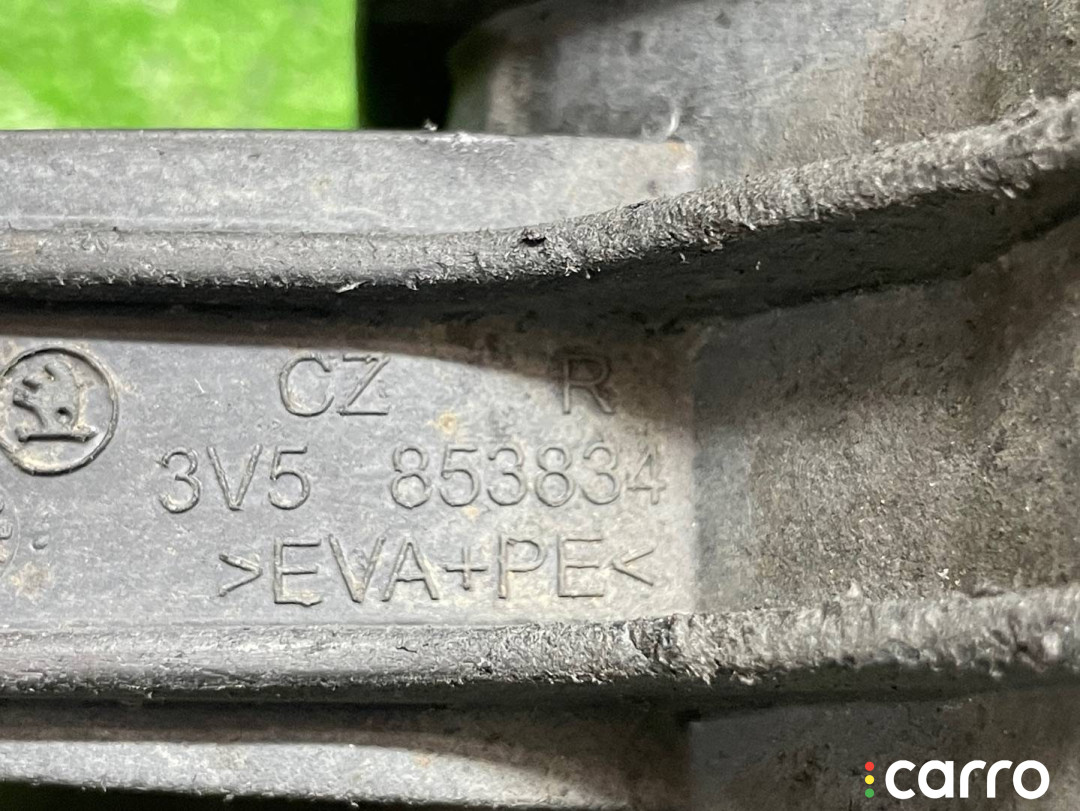 CZ R
3V5 853834
>EVA+PE<
carro